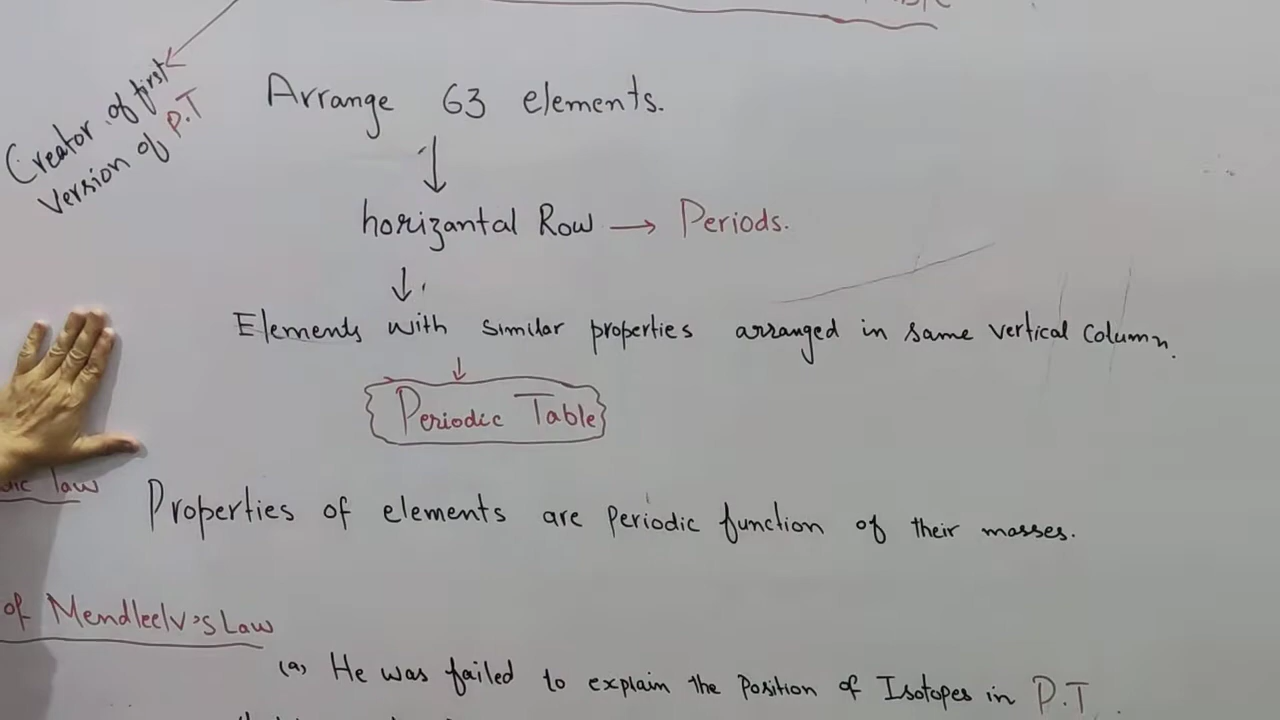 Creator of first
version of P.T
Arrange 63 elements.
horizantal Row → Periods.
Elements with similar properties arranged in same vertical column.
Periodic Table
law
Properties of elements are periodic function of their masses.
of Mendleelv's Law
(a) He was failed to explain the position of Isotopes in P.T.